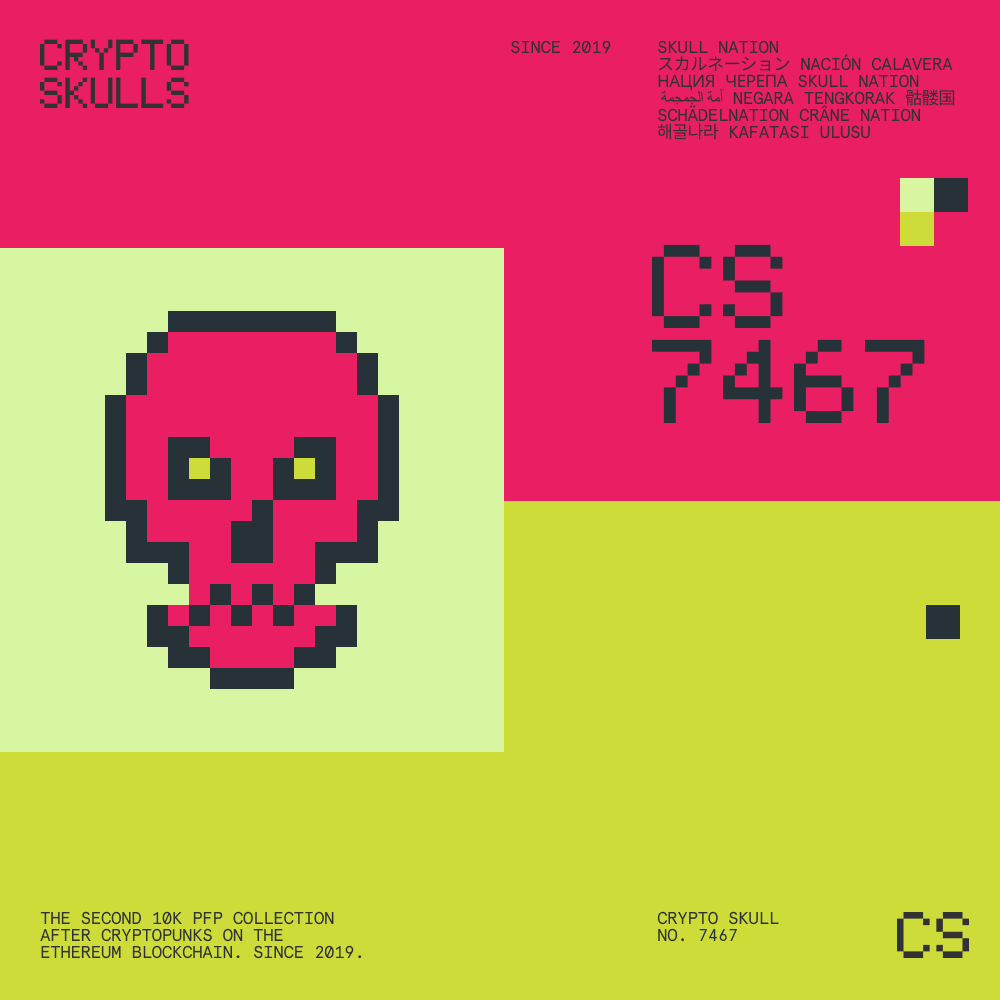 CRYPTO
SKULLS
SINCE 2019
SKULL NATION
スカルネーション NACIÓN CALAVERA
НАЦИЯ ЧЕРЕПА SKULL NATION
أمة الجمجمة NEGARA TENGKORAK 骷髅国
SCHÄDELNATION CRÂNE NATION
해골나라 KAFATASI ULUSU
CS
7467
THE SECOND 10K PFP COLLECTION
AFTER CRYPTOPUNKS ON THE
ETHEREUM BLOCKCHAIN. SINCE 2019.
CRYPTO SKULL
NO. 7467
CS